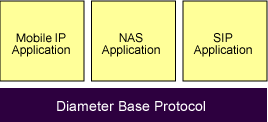 Mobile IP
Application
NAS
Application
SIP
Application
Diameter Base Protocol